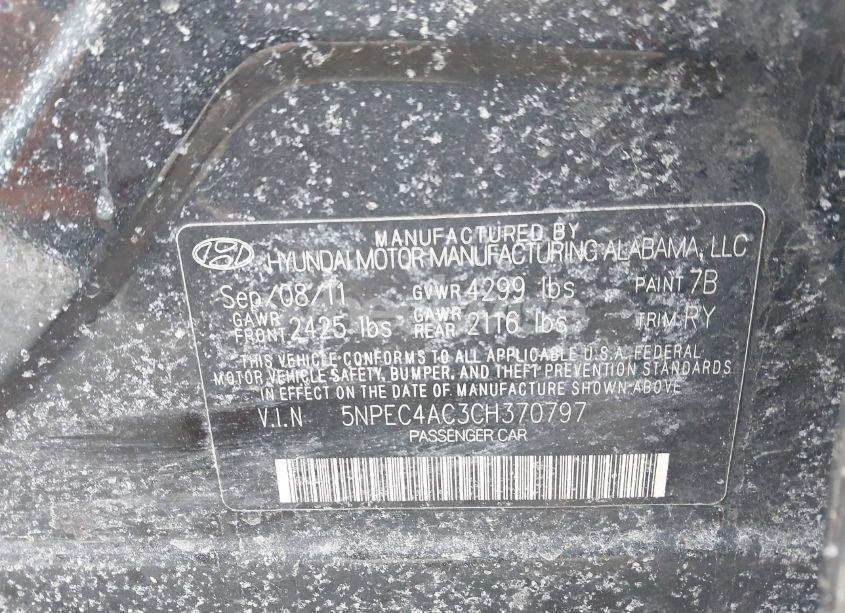 MANUFACTURED BY
HYUNDAI MOTOR MANUFACTURING ALABAMA, LLC
Sep/08/11 GVWR 4299 lbs PAINT 7B
GAWR FRONT 2425 lbs GAWR REAR 2116 lbs TRIM RY
THIS VEHICLE CONFORMS TO ALL APPLICABLE U.S.A. FEDERAL
MOTOR VEHICLE SAFETY, BUMPER, AND THEFT PREVENTION STANDARDS
IN EFFECT ON THE DATE OF MANUFACTURE SHOWN ABOVE
V.I.N 5NPEC4AC3CH370797
PASSENGER CAR